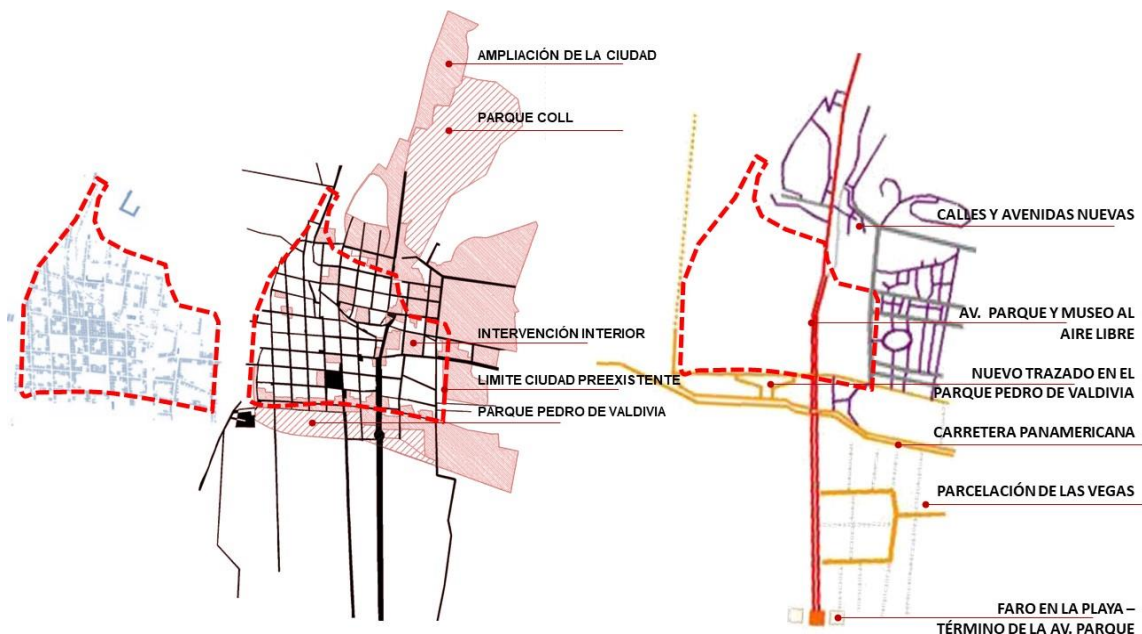 AMPLIACIÓN DE LA CIUDAD
PARQUE COLL
INTERVENCIÓN INTERIOR
LIMITE CIUDAD PREEXISTENTE
PARQUE PEDRO DE VALDIVIA
CALLES Y AVENIDAS NUEVAS
AV. PARQUE Y MUSEO AL
AIRE LIBRE
NUEVO TRAZADO EN EL
PARQUE PEDRO DE VALDIVIA
CARRETERA PANAMERICANA
PARCELACIÓN DE LAS VEGAS
FARO EN LA PLAYA –
TÉRMINO DE LA AV. PARQUE